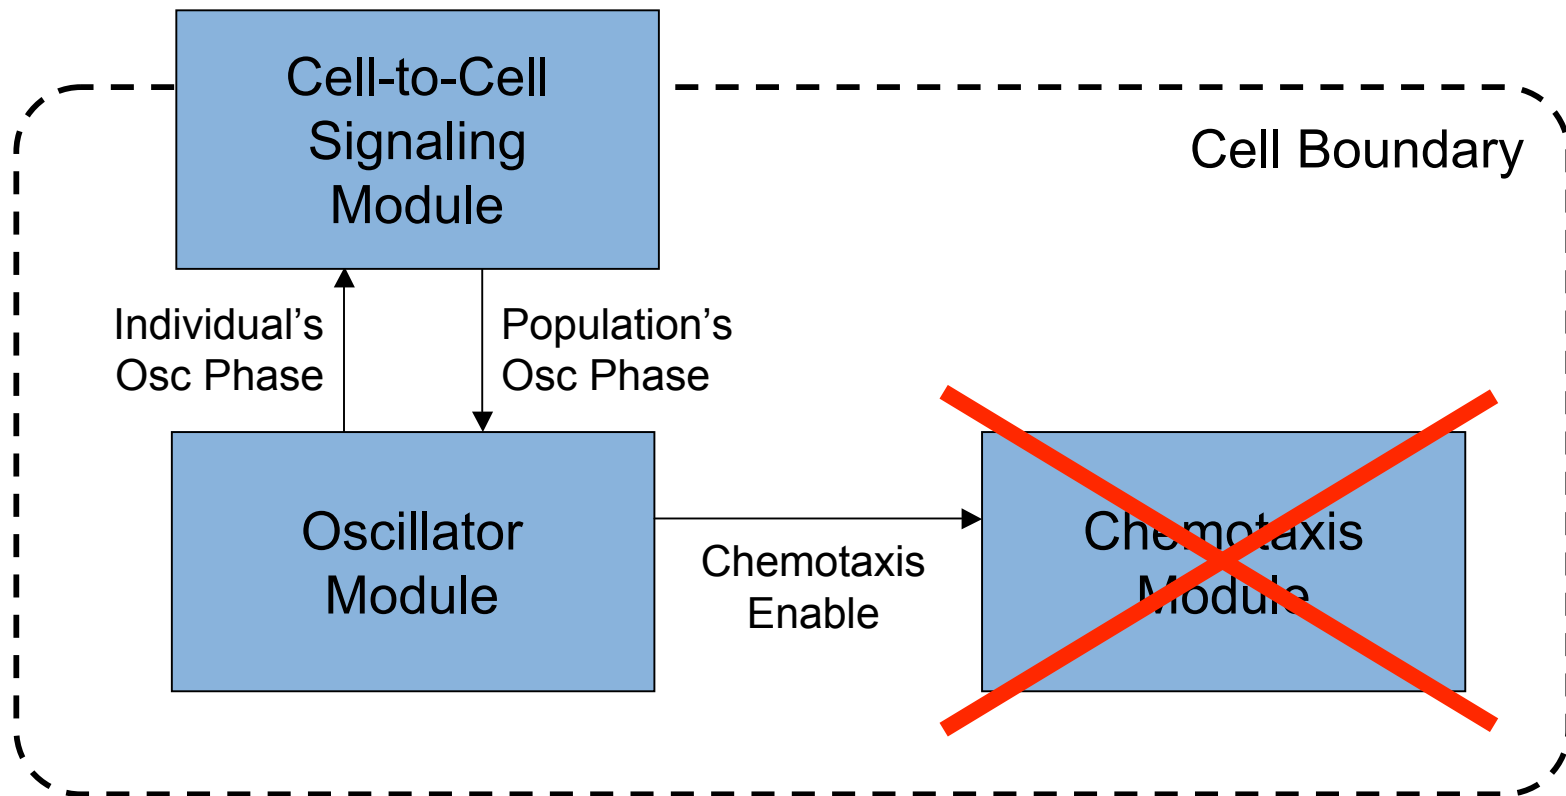 Cell-to-Cell
Signaling
Module
Cell Boundary
Individual’s
Osc Phase
Population’s
Osc Phase
Oscillator
Module
Chemotaxis
Enable
Chemotaxis
Module